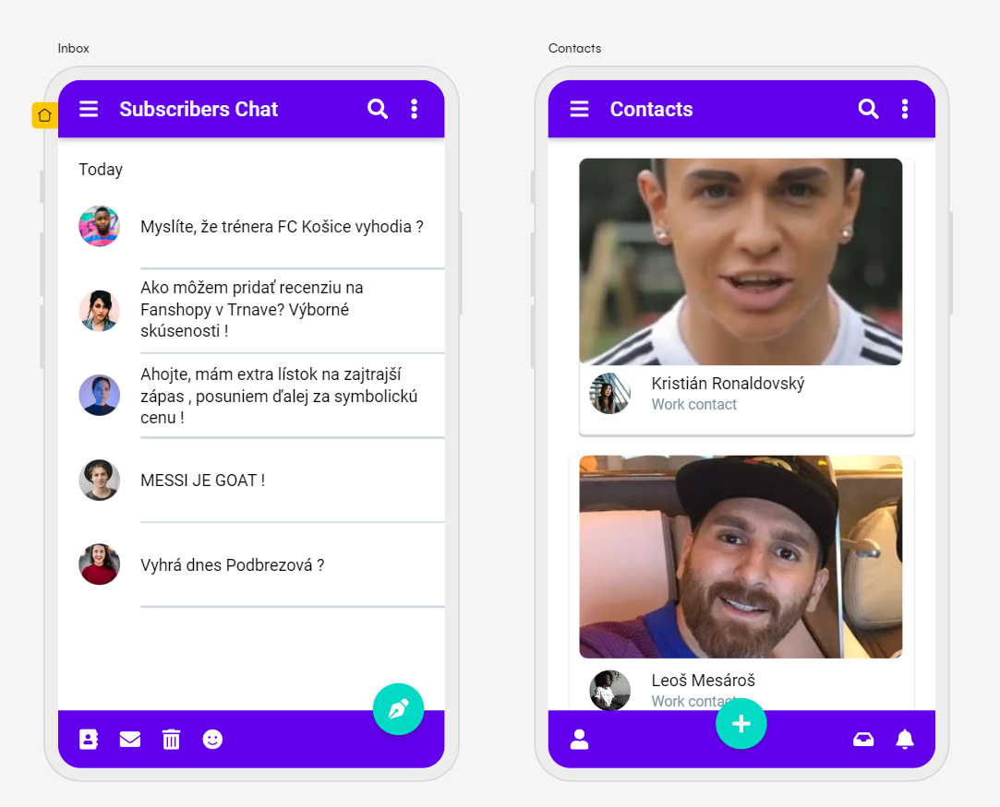 Inbox
Subscribers Chat
Today
Myslíte, že trénera FC Košice vyhodia ?
Ako môžem pridať recenziu na
Fanshopy v Trnave? Výborné
skúsenosti !
Ahojte, mám extra lístok na zajtrajší
zápas , posuniem ďalej za symbolickú
cenu !
MESSI JE GOAT !
Vyhrá dnes Podbrezová ?
Contacts
Contacts
Kristián Ronaldovský
Work contact
Leoš Mesároš
Work contact